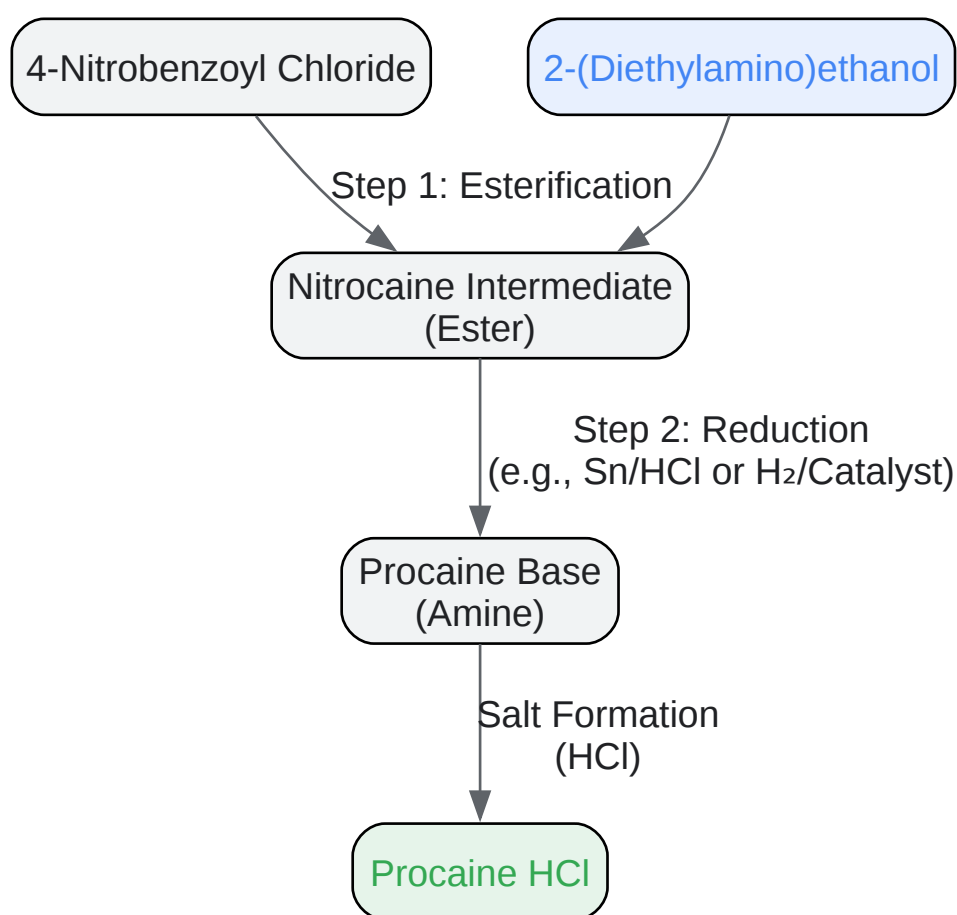 4-Nitrobenzoyl Chloride
2-(Diethylamino)ethanol
Step 1: Esterification
Nitrocaine Intermediate
(Ester)
Step 2: Reduction
(e.g., Sn/HCl or H₂/Catalyst)
Procaine Base
(Amine)
Salt Formation
(HCl)
Procaine HCl